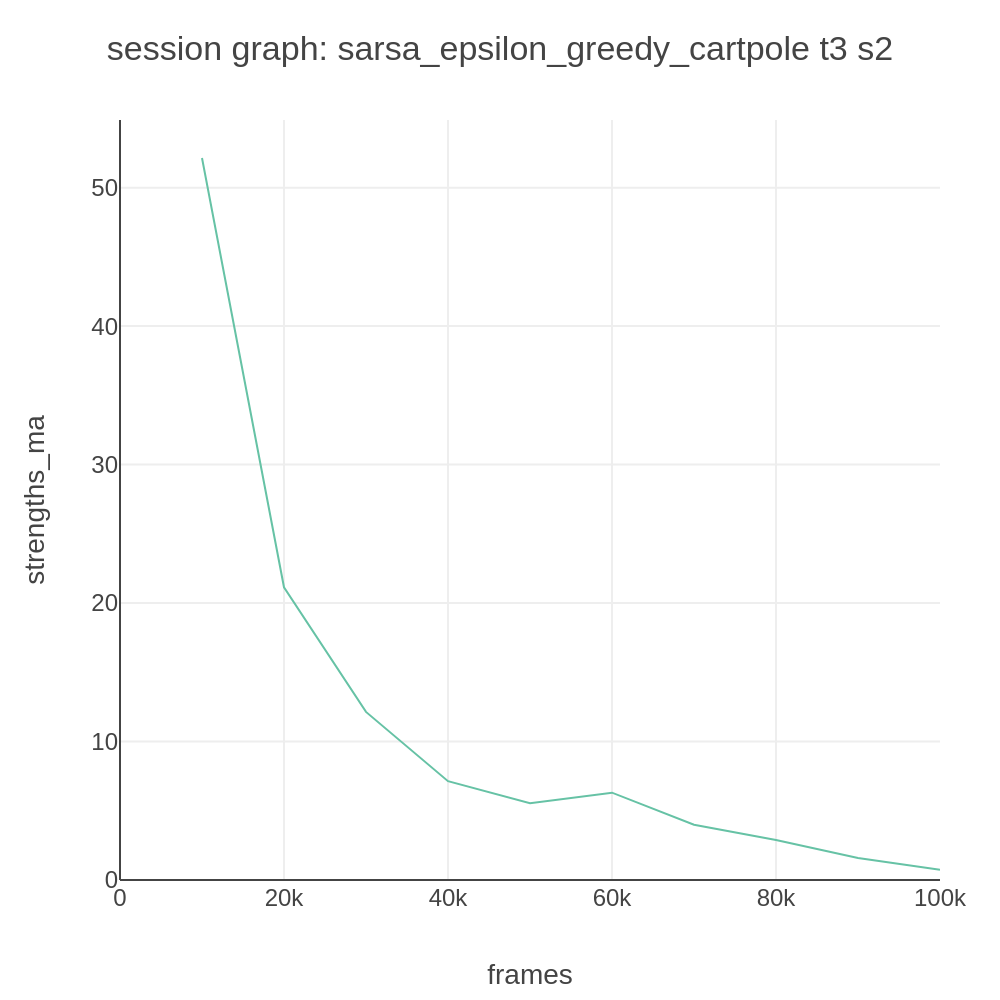 session graph: sarsa_epsilon_greedy_cartpole t3 s2
50
40
30
20
10
0
strengths_ma
0
20k
40k
60k
80k
100k
frames